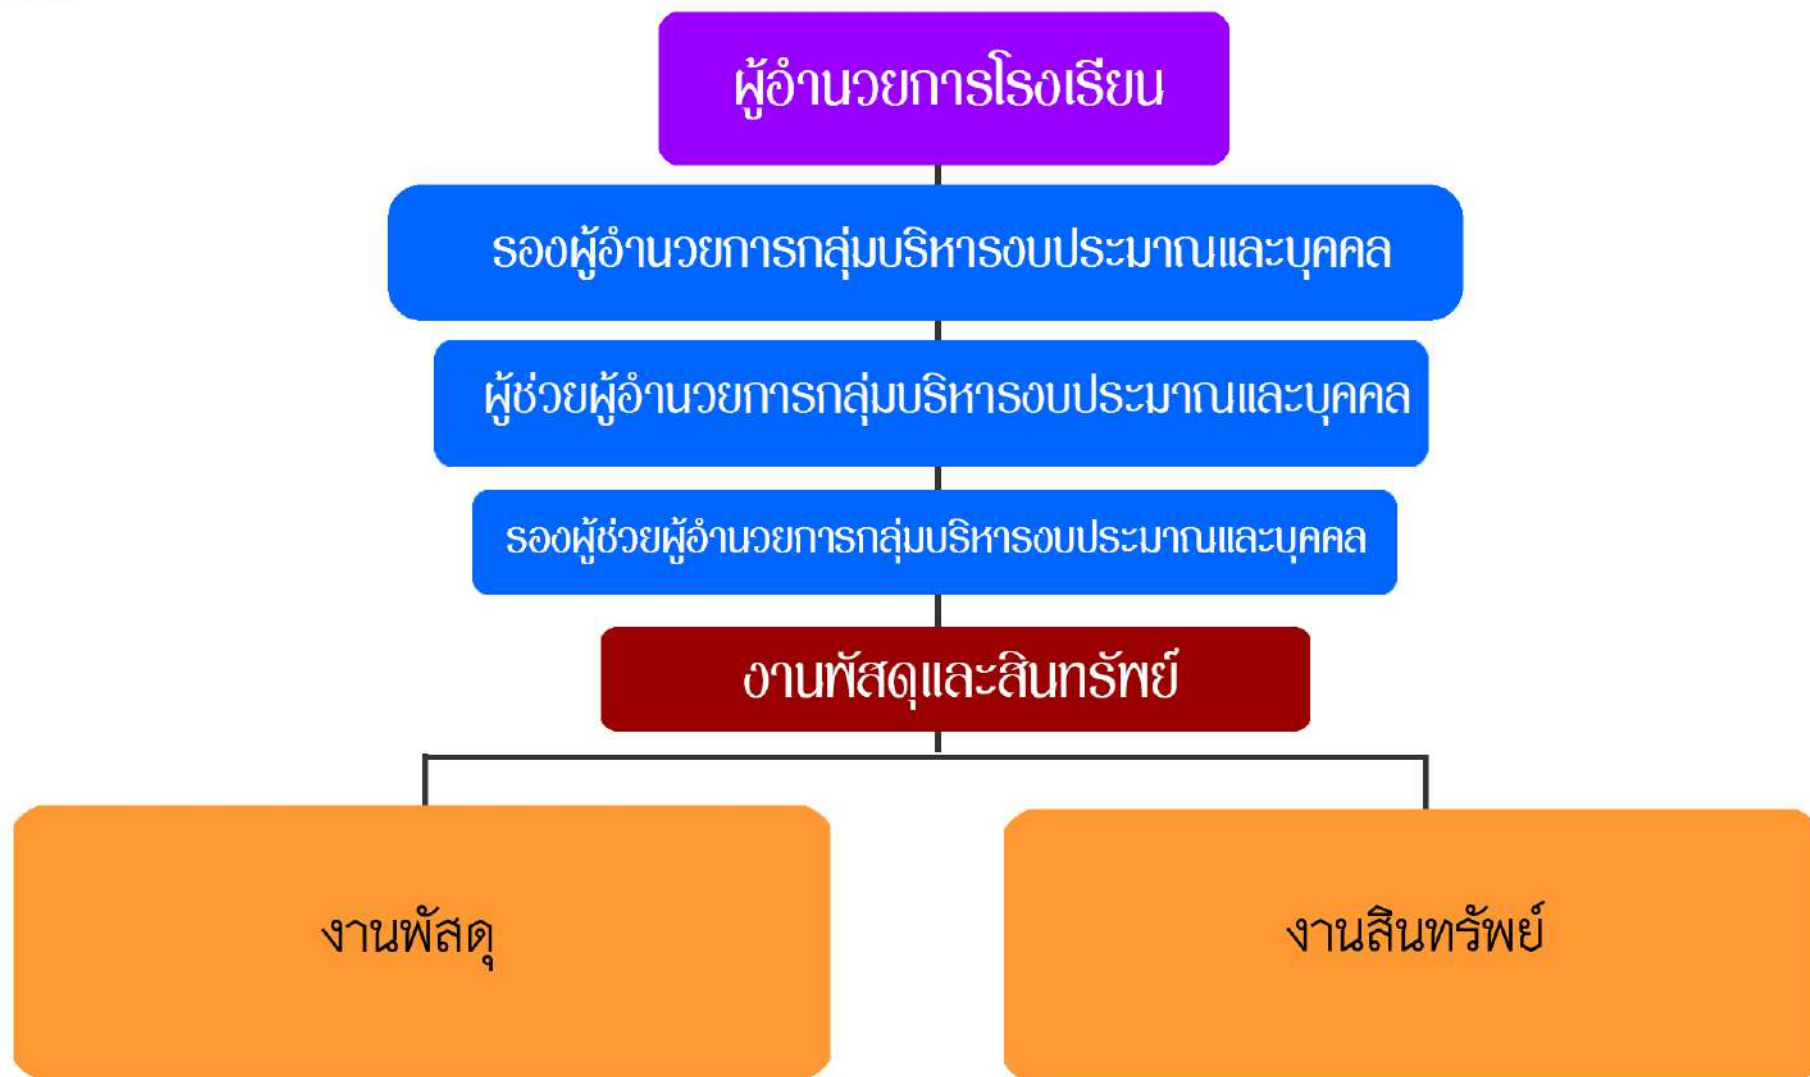 ผู้อำนวยการโรงเรียน
รองผู้อำนวยการกลุ่มบริหารงบประมาณและบุคคล
ผู้ช่วยผู้อำนวยการกลุ่มบริหารงบประมาณและบุคคล
รองผู้ช่วยผู้อำนวยการกลุ่มบริหารงบประมาณและบุคคล
งานพัสดุและสินทรัพย์
งานพัสดุ
งานสินทรัพย์